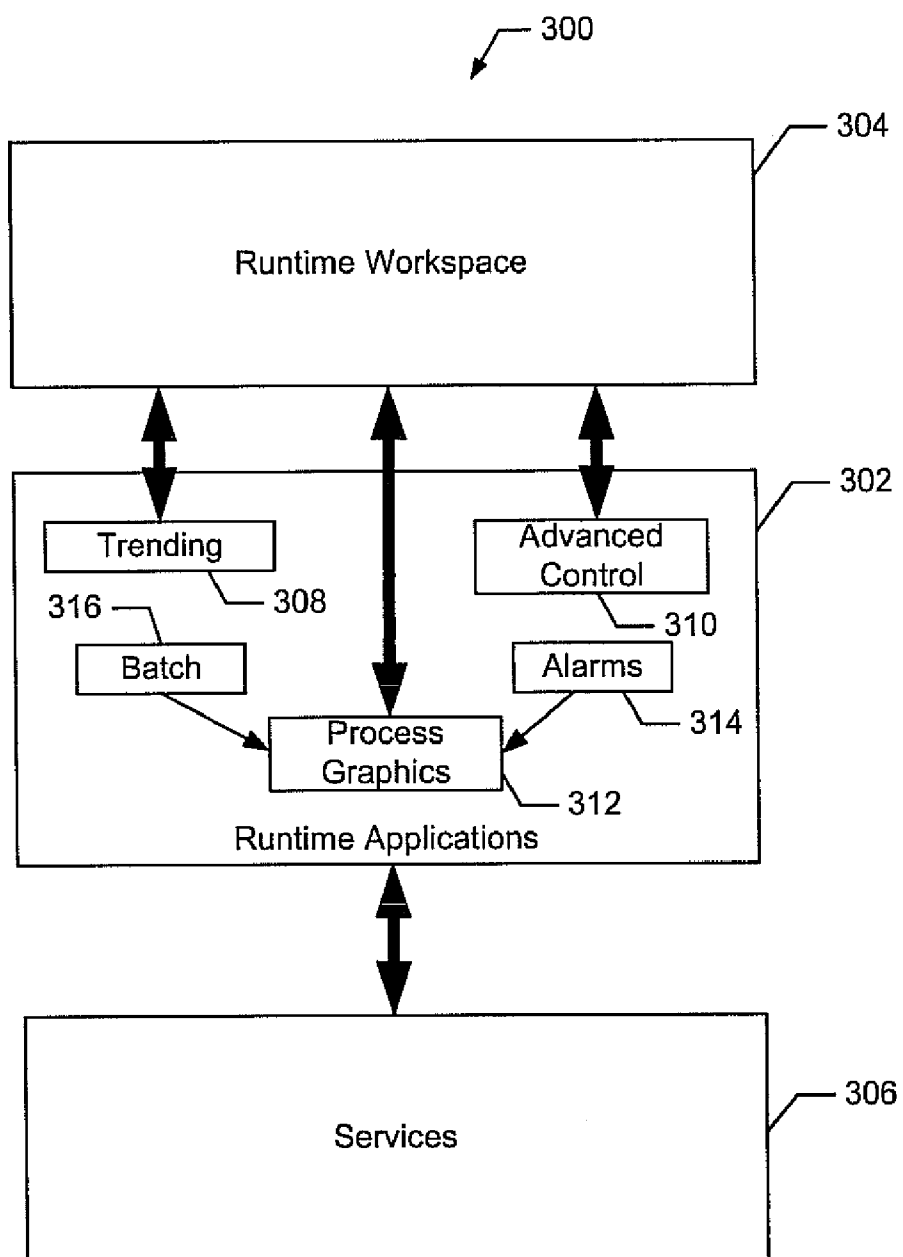 300
304
Runtime Workspace
302
Trending
Advanced
Control
308
310
316
Batch
Alarms
314
Process
Graphics
312
Runtime Applications
306
Services